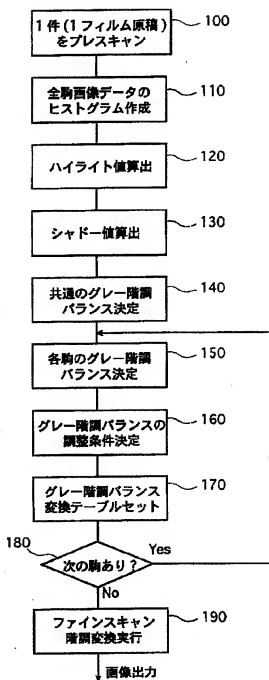 1件(1フィルム原稿)
をプレスキャン
100
全駒画像データの
ヒストグラム作成
110
ハイライト値算出
120
シャドー値算出
130
共通のグレー階調
バランス決定
140
各駒のグレー階調
バランス決定
150
グレー階調バランスの
調整条件決定
160
グレー階調バランス
変換テーブルセット
170
180
次の駒あり?
Yes
No
ファインスキャン
階調変換実行
190
画像出力